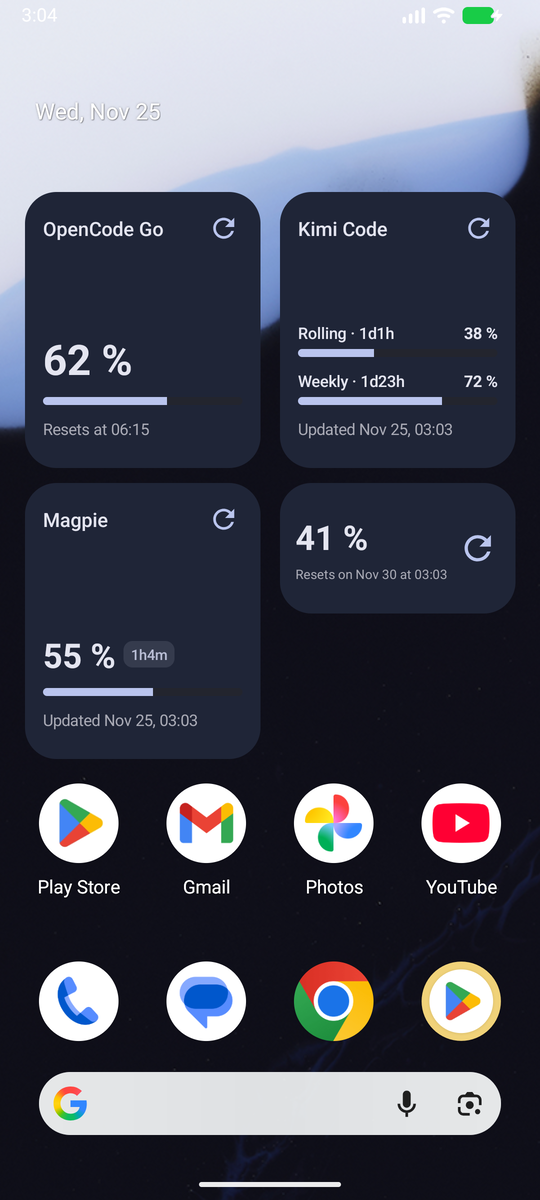 3:04
Wed, Nov 25
OpenCode Go
62 %
Resets at 06:15
Kimi Code
Rolling · 1d1h 38 %
Weekly · 1d23h 72 %
Updated Nov 25, 03:03
Magpie
55 % 1h4m
Updated Nov 25, 03:03
41 %
Resets on Nov 30 at 03:03
Play Store
Gmail
Photos
YouTube